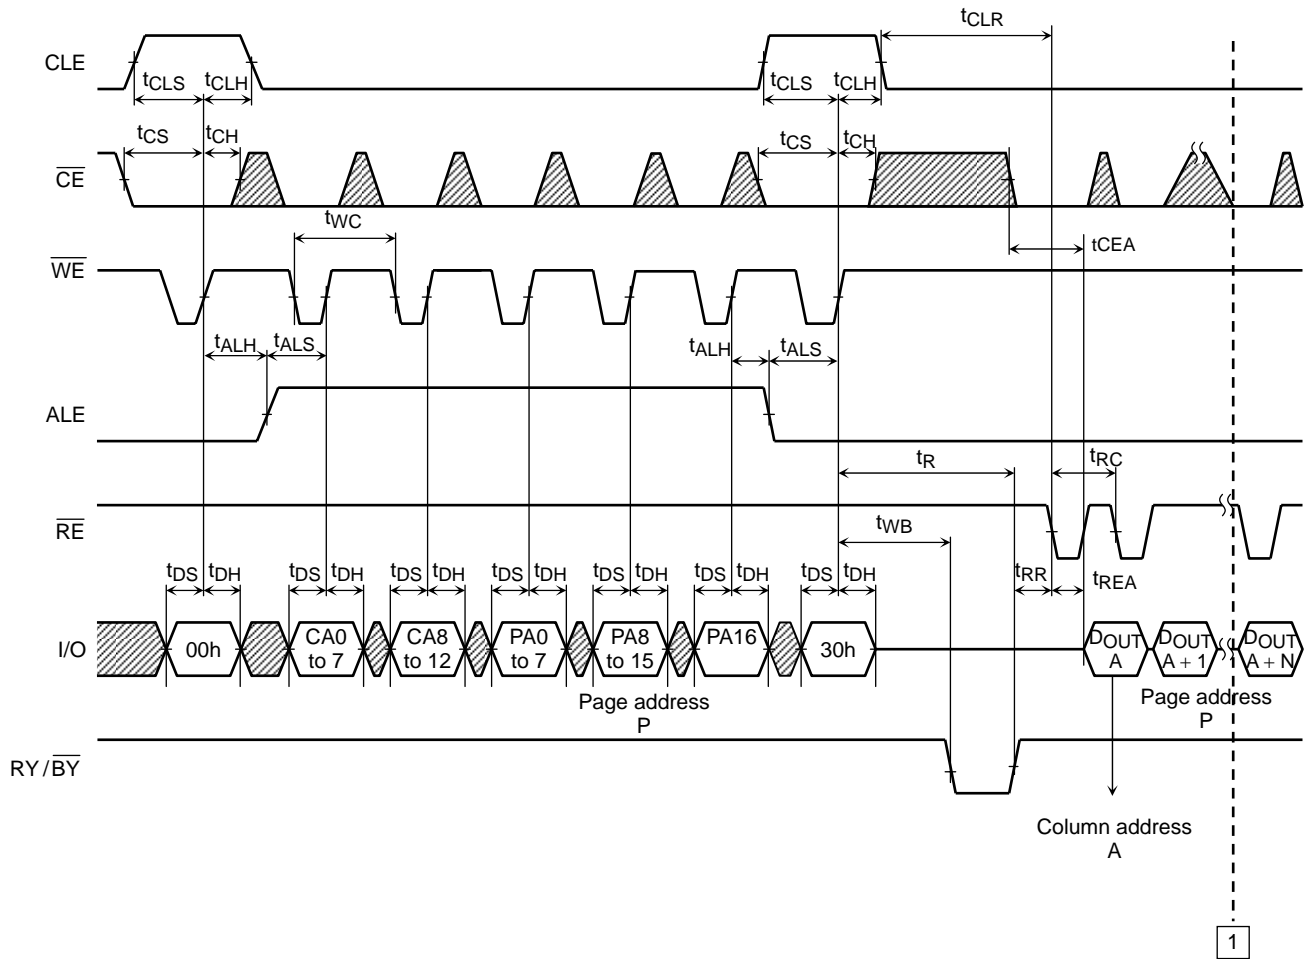 tCLR
CLE
tCLS tCLH tCLS tCLH
tCS tCH tCS tCH
CE
tWC
tCEA
WE
tALH tALS tALH tALS
ALE
tR tRC
RE
tWB
tDS tDH tDS tDH tDS tDH tDS tDH tDS tDH tDS tDH tDS tDH tRR tREA
I/O 00h CA0 to 7 CA8 to 12 PA0 to 7 PA8 to 15 PA16 30h DOUT A DOUT A + 1 DOUT A + N
Page address
P
Page address
P
RY/BY
Column address
A
1